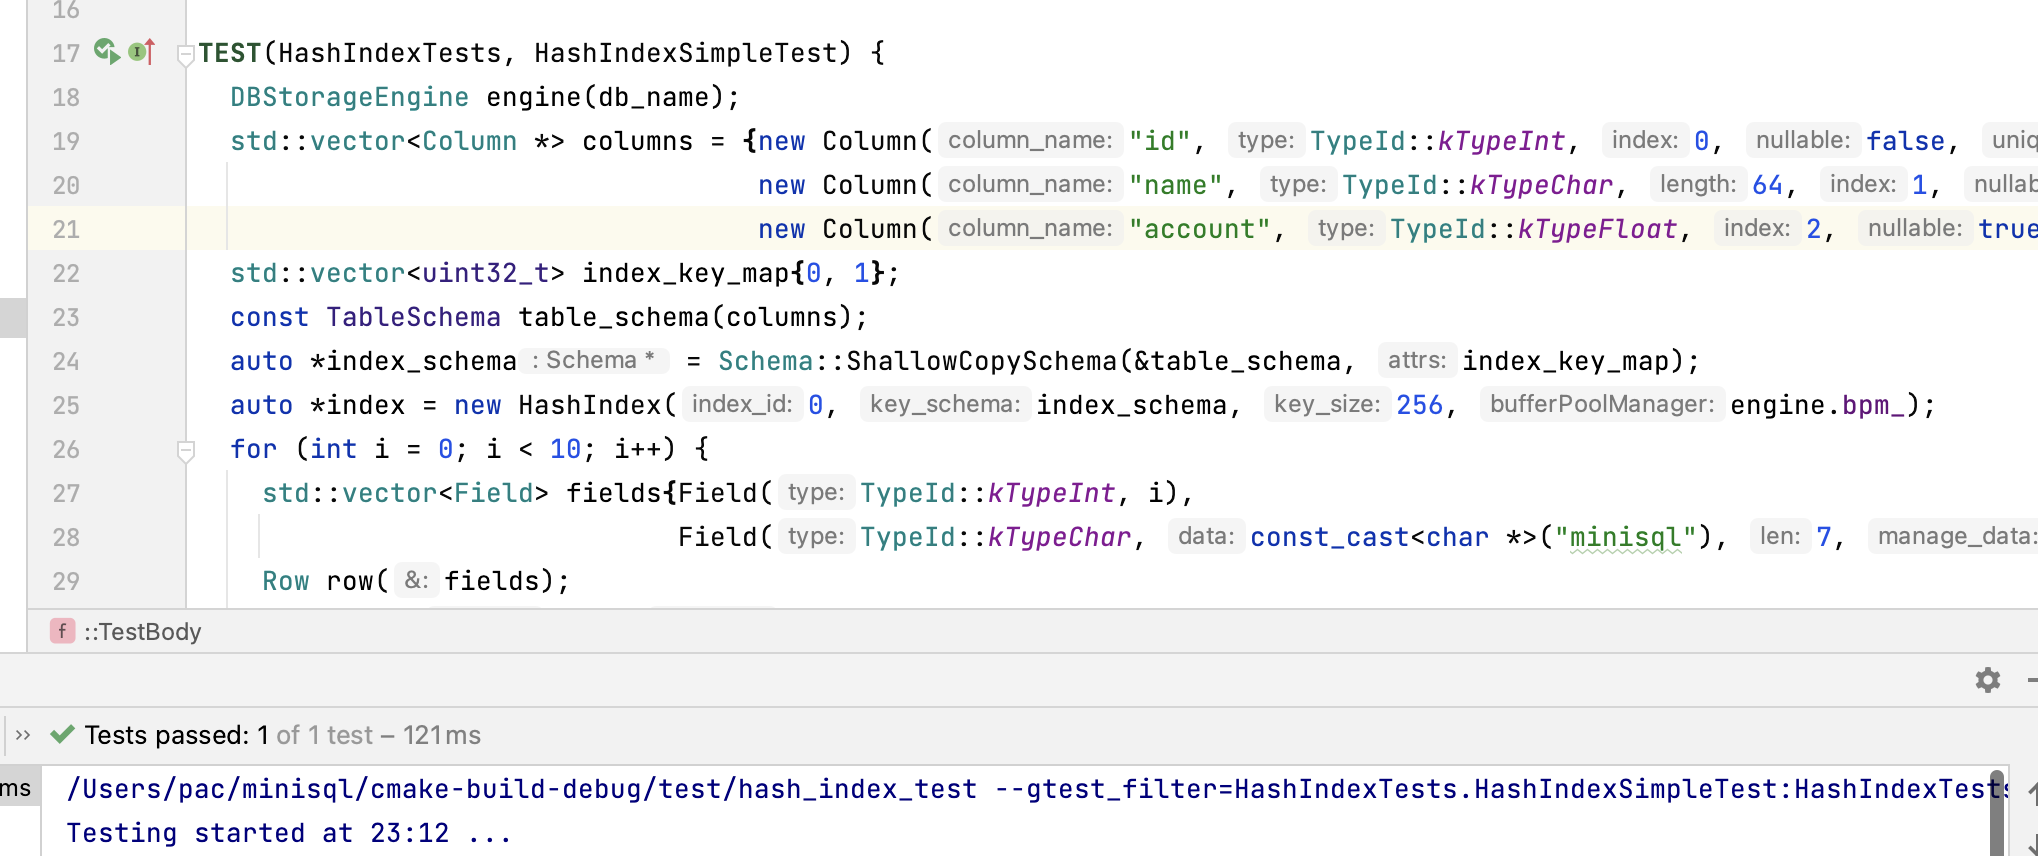 16
17 TEST(HashIndexTests, HashIndexSimpleTest) {
18 DBStorageEngine engine(db_name);
19 std::vector<Column *> columns = {new Column( column_name: "id", type: TypeId::kTypeInt, index: 0, nullable: false, uniq
20 new Column( column_name: "name", type: TypeId::kTypeChar, length: 64, index: 1, nullab
21 new Column( column_name: "account", type: TypeId::kTypeFloat, index: 2, nullable: true
22 std::vector<uint32_t> index_key_map{0, 1};
23 const TableSchema table_schema(columns);
24 auto *index_schema : Schema * = Schema::ShallowCopySchema(&table_schema, attrs: index_key_map);
25 auto *index = new HashIndex( index_id: 0, key_schema: index_schema, key_size: 256, bufferPoolManager: engine.bpm_);
26 for (int i = 0; i < 10; i++) {
27 std::vector<Field> fields{Field( type: TypeId::kTypeInt, i),
28 Field( type: TypeId::kTypeChar, data: const_cast<char *>("minisql"), len: 7, manage_data:
29 Row row( &: fields);
f ::TestBody
Tests passed: 1 of 1 test – 121 ms
ms /Users/pac/minisql/cmake-build-debug/test/hash_index_test --gtest_filter=HashIndexTests.HashIndexSimpleTest:HashIndexTests
Testing started at 23:12 ...